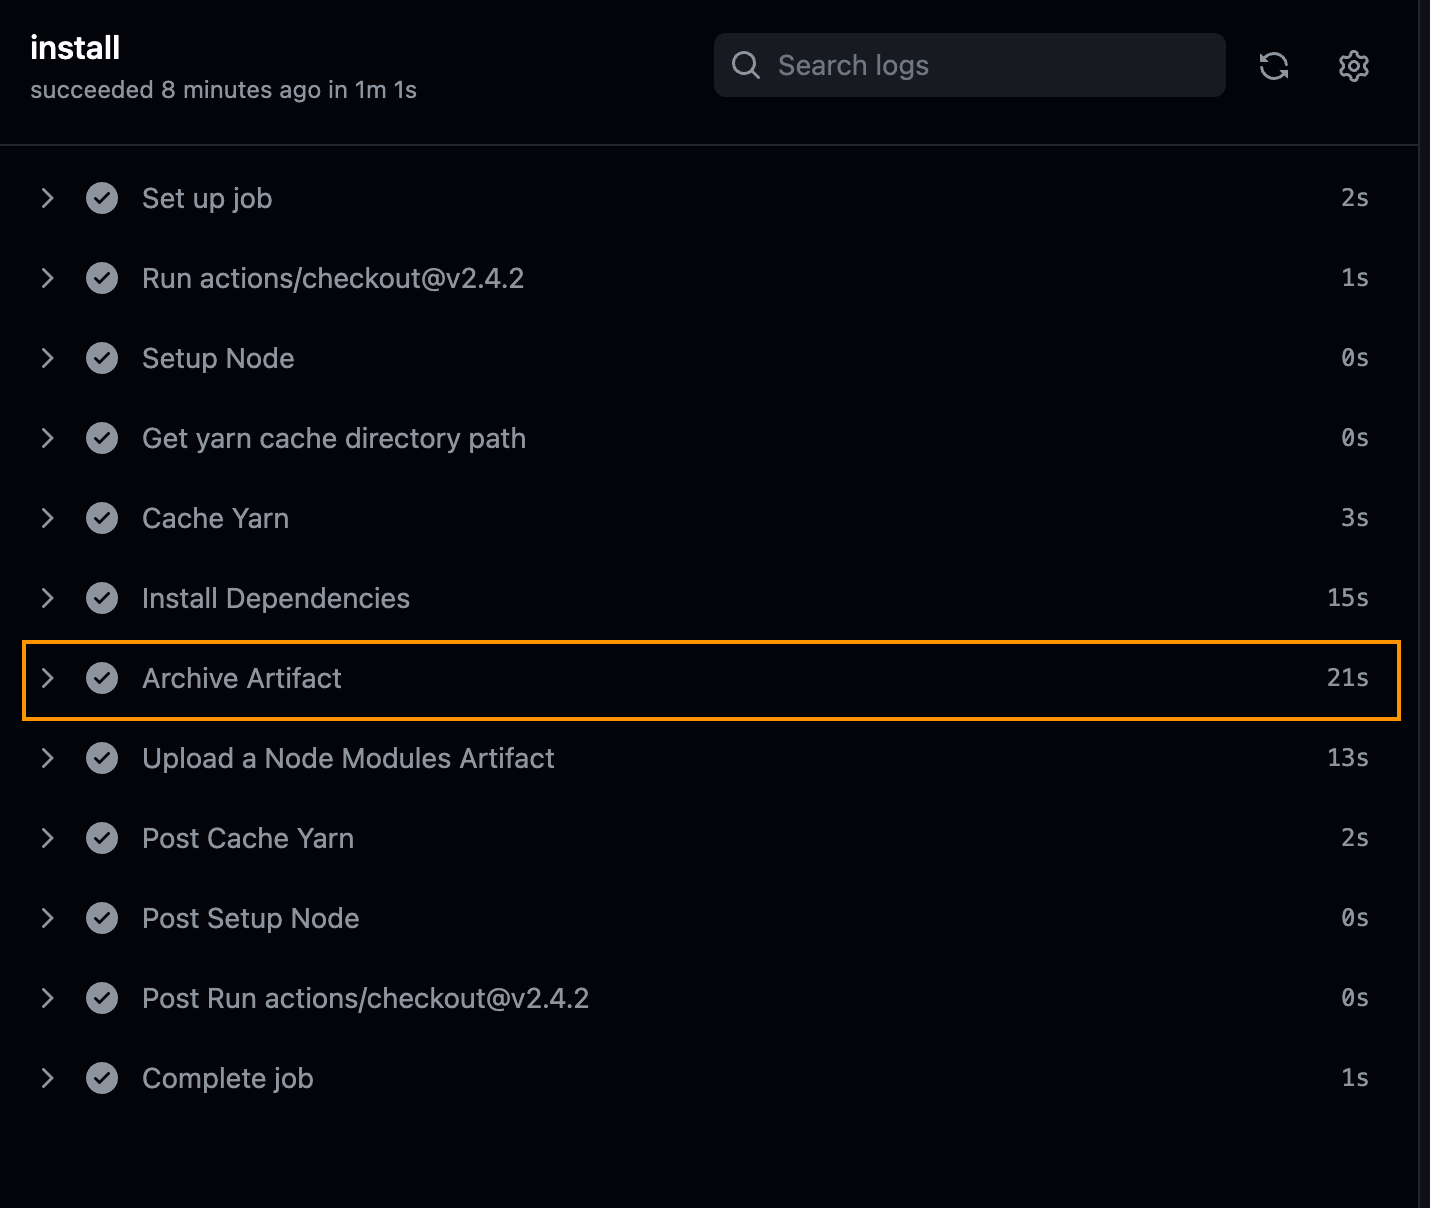 install
Search logs
succeeded 8 minutes ago in 1m 1s
Set up job 2s
Run actions/checkout@v2.4.2 1s
Setup Node 0s
Get yarn cache directory path 0s
Cache Yarn 3s
Install Dependencies 15s
Archive Artifact 21s
Upload a Node Modules Artifact 13s
Post Cache Yarn 2s
Post Setup Node 0s
Post Run actions/checkout@v2.4.2 0s
Complete job 1s